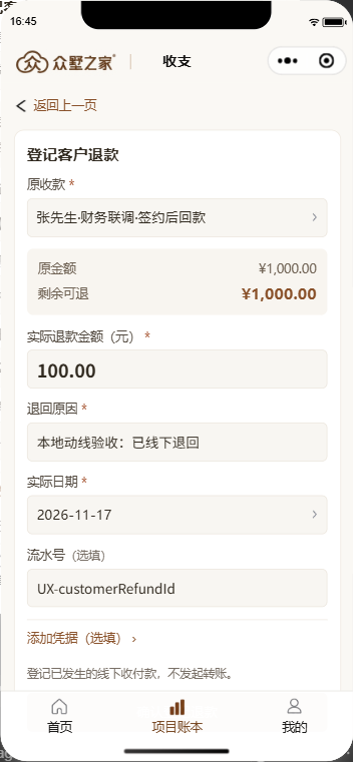 16:45
众墅之家
收支
返回上一页
登记客户退款
原收款 *
张先生·财务联调·签约后回款
原金额 ¥1,000.00
剩余可退 ¥1,000.00
实际退款金额（元） *
100.00
退回原因 *
本地动线验收：已线下退回
实际日期 *
2026-11-17
流水号（选填）
UX-customerRefundId
添加凭据（选填）
登记已发生的线下收付款，不发起转账。
首页 项目账本 我的